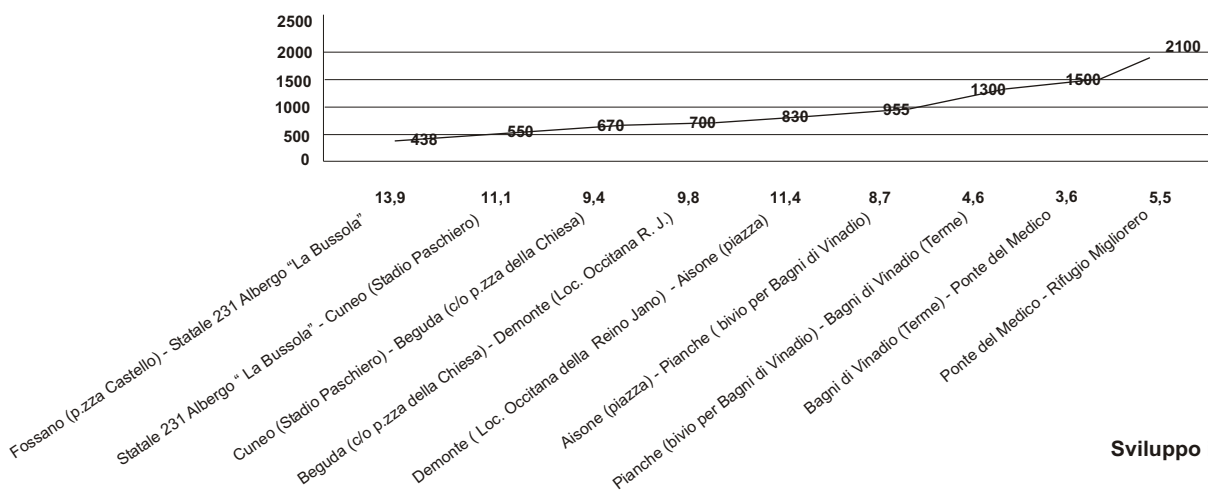 2500
2000
1500
1000
500
0
438
550
670
700
830
955
1300
1500
2100
13,9
11,1
9,4
9,8
11,4
8,7
4,6
3,6
5,5
Fossano (p.zza Castello) - Statale 231 Albergo “La Bussola”
Statale 231 Albergo “ La Bussola” - Cuneo (Stadio Paschiero)
Cuneo (Stadio Paschiero) - Beguda (c/o p.zza della Chiesa)
Beguda (c/o p.zza della Chiesa) - Demonte (Loc. Occitana R. J.)
Demonte ( Loc. Occitana della Reino Jano) - Aisone (piazza)
Aisone (piazza) - Pianche ( bivio per Bagni di Vinadio)
Pianche (bivio per Bagni di Vinadio) - Bagni di Vinadio (Terme)
Bagni di Vinadio (Terme) - Ponte del Medico
Ponte del Medico - Rifugio Migliorero
Sviluppo